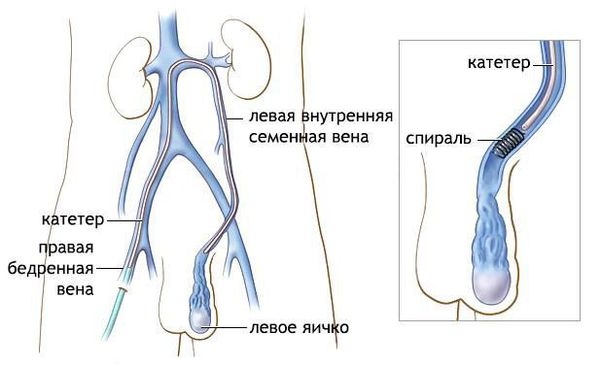 левая внутренняя
семенная вена
катетер
правая
бедренная
вена
левое яичко
катетер
спираль